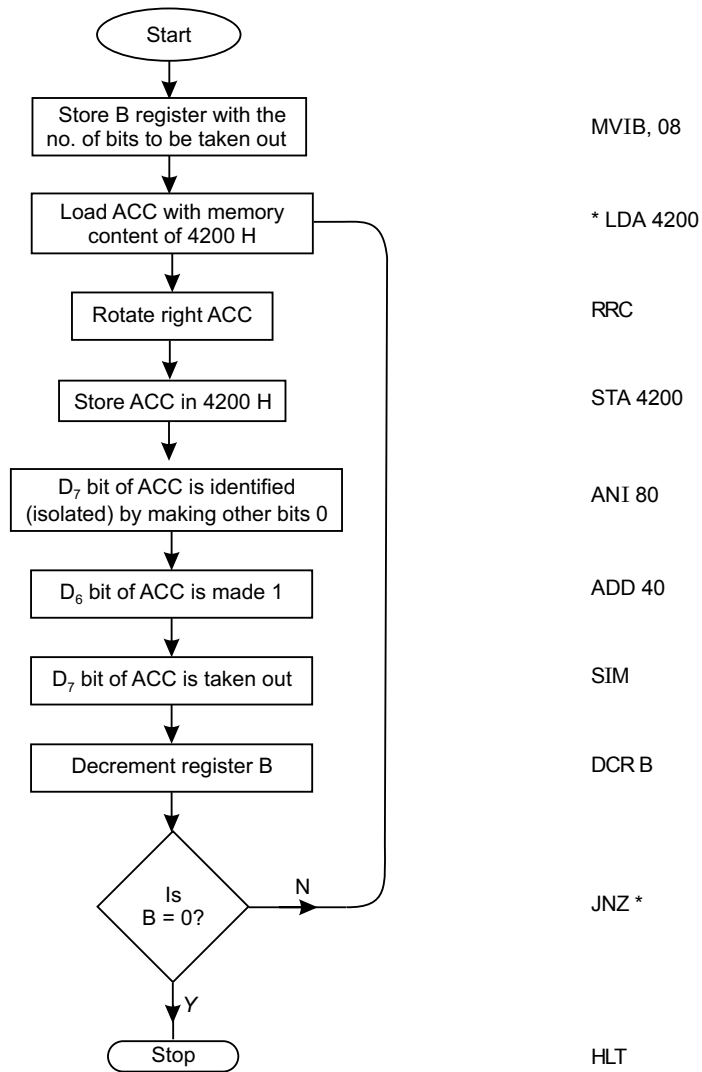 Start
Store B register with the
no. of bits to be taken out
MVIB, 08
Load ACC with memory
content of 4200 H
* LDA 4200
Rotate right ACC
RRC
Store ACC in 4200 H
STA 4200
D₇ bit of ACC is identified
(isolated) by making other bits 0
ANI 80
D₆ bit of ACC is made 1
ADD 40
D₇ bit of ACC is taken out
SIM
Decrement register B
DCR B
Is
B = 0?
N
JNZ *
Y
Stop
HLT